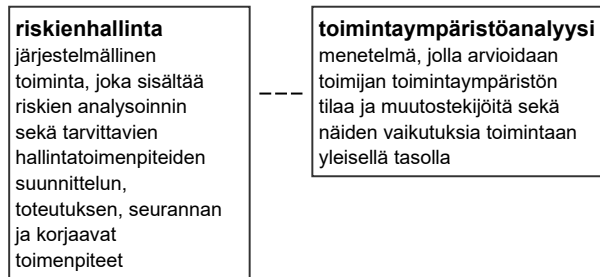 riskienhallinta
järjestelmällinen
toiminta, joka sisältää
riskien analysoinnin
sekä tarvittavien
hallintatoimenpiteiden
suunnittelun,
toteutuksen, seurannan
ja korjaavat
toimenpiteet
toimintaympäristöanalyysi
menetelmä, jolla arvioidaan
toimijan toimintaympäristön
tilaa ja muutostekijöitä sekä
näiden vaikutuksia toimintaan
yleisellä tasolla